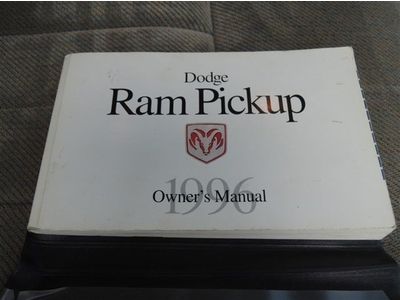 Dodge
Ram Pickup
1996
Owner's Manual